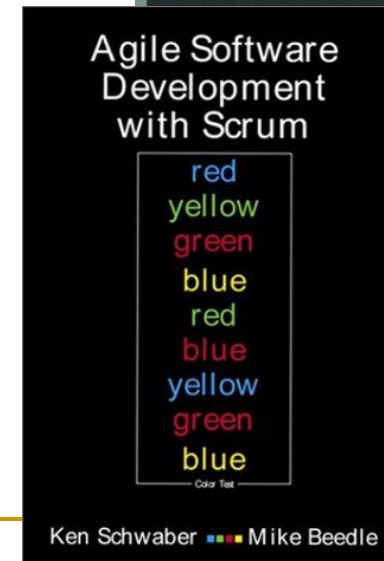 Agile Software
Development
with Scrum
red
yellow
green
blue
red
blue
yellow
green
blue
Color Test
Ken Schwaber Mike Beedle